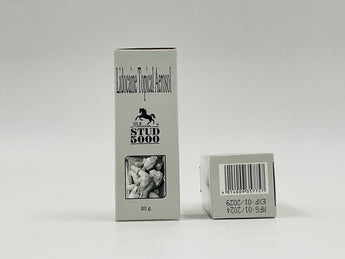 Lidocaine Topical Aerosol
STUD
5000
20 g
MFG 01/2024
EXP: 01/2029